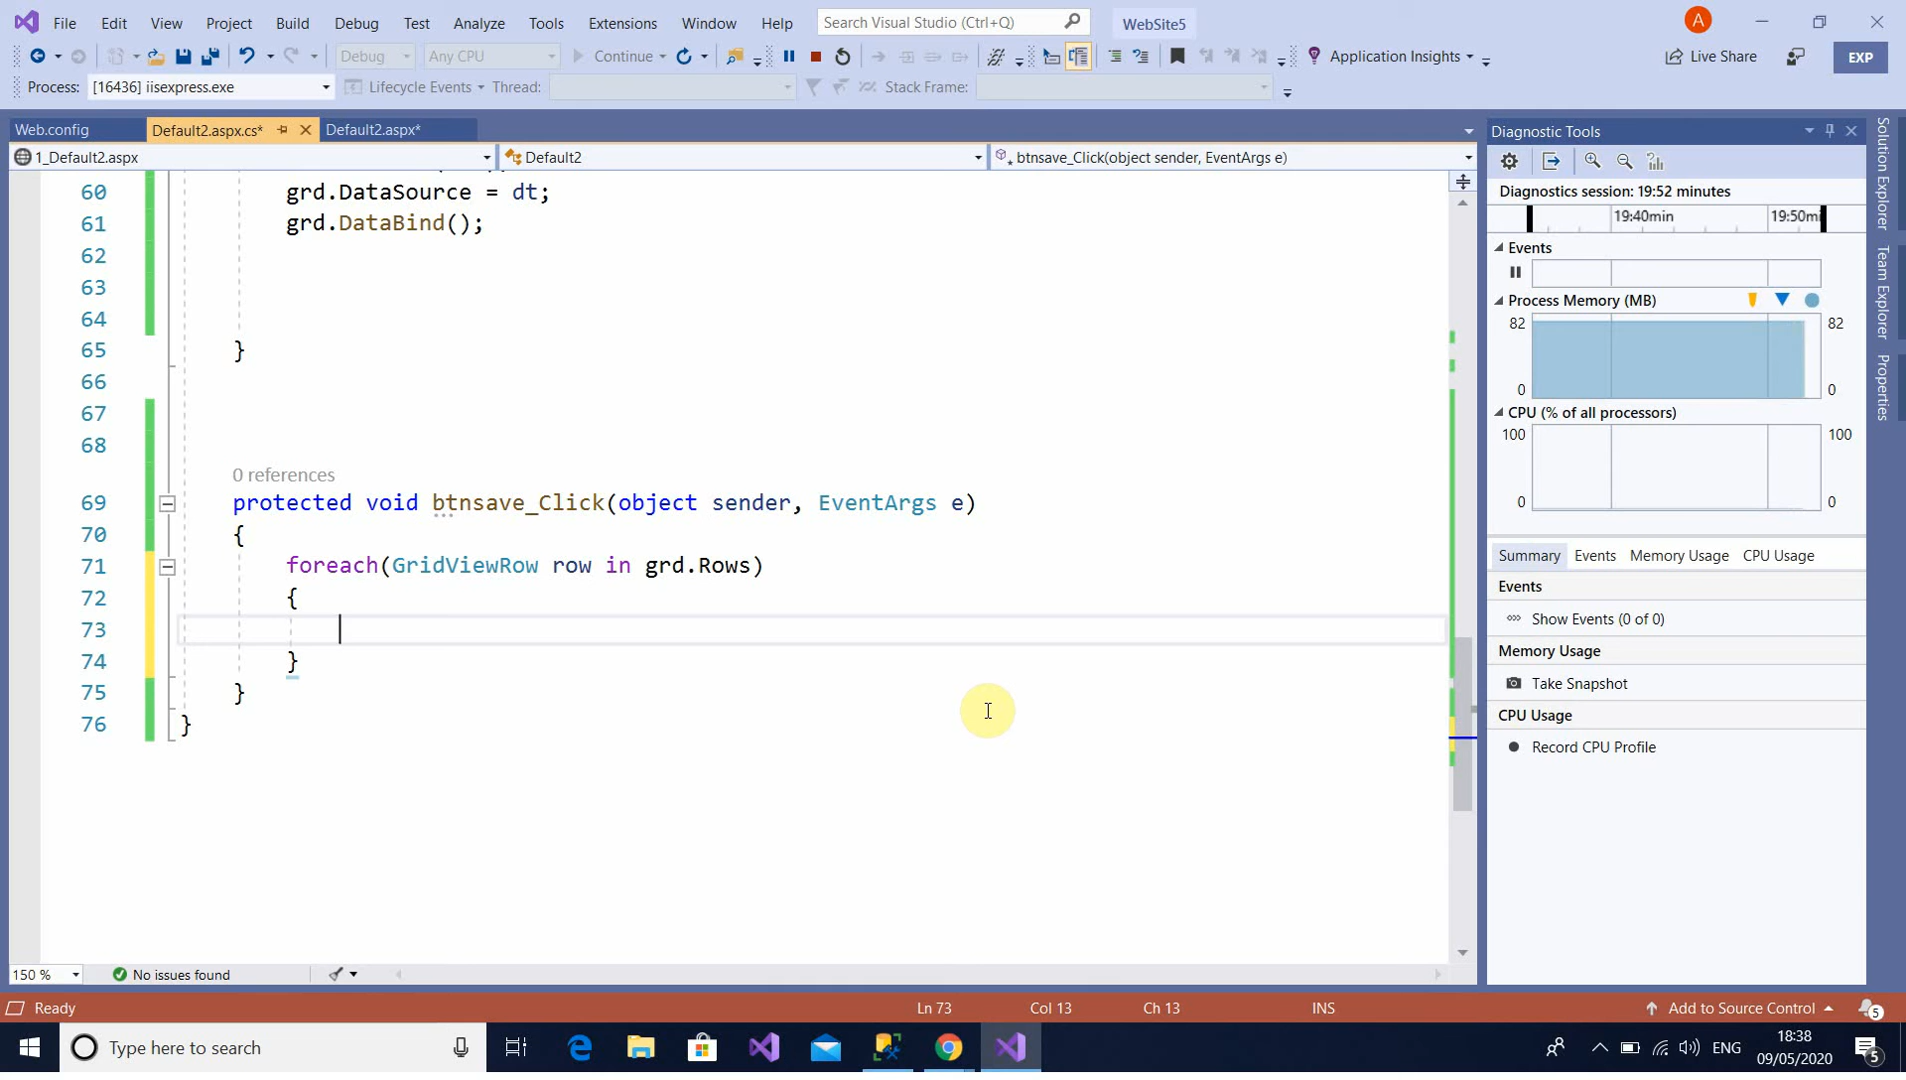 File Edit View Project Build Debug Test Analyze Tools Extensions Window Help Search Visual Studio (Ctrl+Q) WebSite5 A
Debug Any CPU Continue Application Insights Live Share EXP
Process: [16436] iisexpress.exe Lifecycle Events Thread: Stack Frame:
Web.config Default2.aspx.cs* Default2.aspx*
1_Default2.aspx Default2 btnsave_Click(object sender, EventArgs e)
60 grd.DataSource = dt;
61 grd.DataBind();
62
63
64
65 }
66
67
68
0 references
69 protected void btnsave_Click(object sender, EventArgs e)
70 {
71 foreach(GridViewRow row in grd.Rows)
72 {
73
74 }
75 }
76 }
150 % No issues found
Diagnostic Tools
Diagnostics session: 19:52 minutes
19:40min 19:50mi
Events
Process Memory (MB)
82 82
0 0
CPU (% of all processors)
100 100
0 0
Summary Events Memory Usage CPU Usage
Events
Show Events (0 of 0)
Memory Usage
Take Snapshot
CPU Usage
Record CPU Profile
Solution Explorer
Team Explorer
Properties
Ready Ln 73 Col 13 Ch 13 INS Add to Source Control 5
Type here to search ENG 18:38
09/05/2020 5